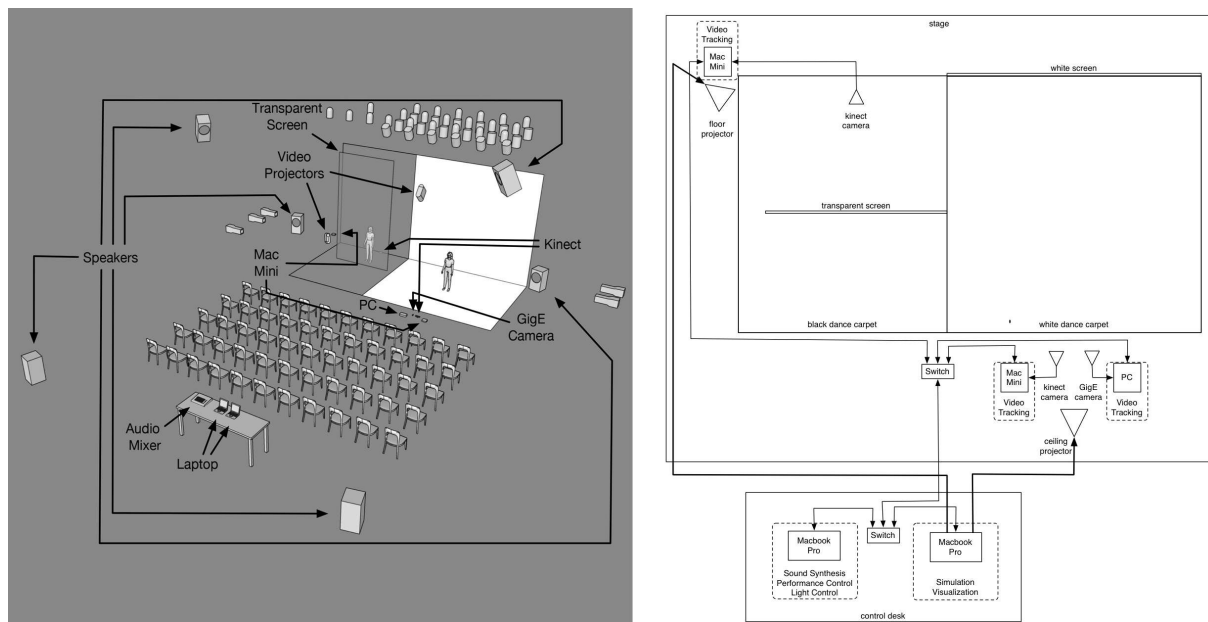 Transparent
Screen
Video
Projectors
Speakers
Mac
Mini
Kinect
PC
GigE
Camera
Audio
Mixer
Laptop
stage
Video
Tracking
Mac
Mini
white screen
floor
projector
kinect
camera
transparent screen
black dance carpet
white dance carpet
Switch
Mac
Mini
Video
Tracking
kinect
camera
GigE
camera
PC
Video
Tracking
ceiling
projector
Macbook
Pro
Sound Synthesis
Performance Control
Light Control
Switch
Macbook
Pro
Simulation
Visualization
control desk